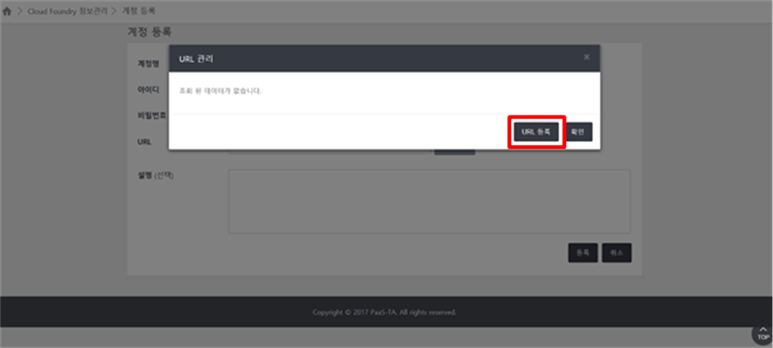 Cloud Foundry 정보관리 > 계정 등록
계정 등록
URL 관리 ×
계정명
조회 된 데이터가 없습니다.
아이디
비밀번호
URL 등록 확인
URL
설명 (선택)
등록 취소
Copyright © 2017 PaaS-TA. All rights reserved.
TOP